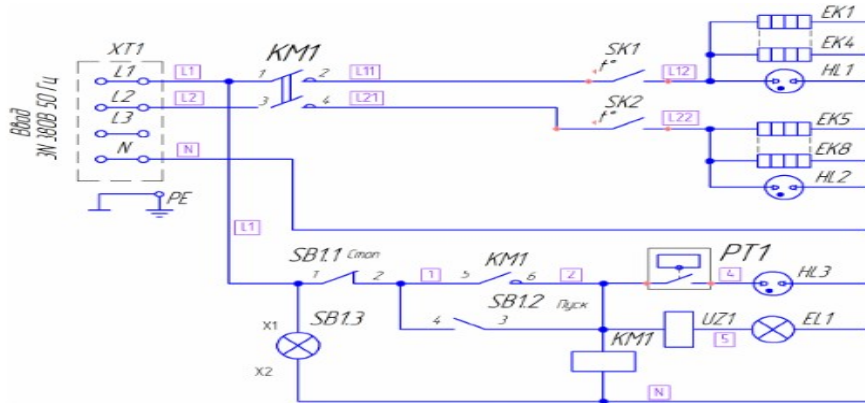 EK1
XT1
KM1
SK1
EK4
L1
L1
1
2
L11
t°
L12
HL1
L2
L2
3
4
L21
SK2
L3
t°
L22
EK5
N
N
EK8
HL2
Ввод
3N 380В 50 Гц
PE
L1
SB1.1 Стоп
KM1
PT1
1
2
1
5
6
2
4
HL3
SB1.2 Пуск
X1
SB1.3
4
3
KM1
UZ1
EL1
5
X2
N